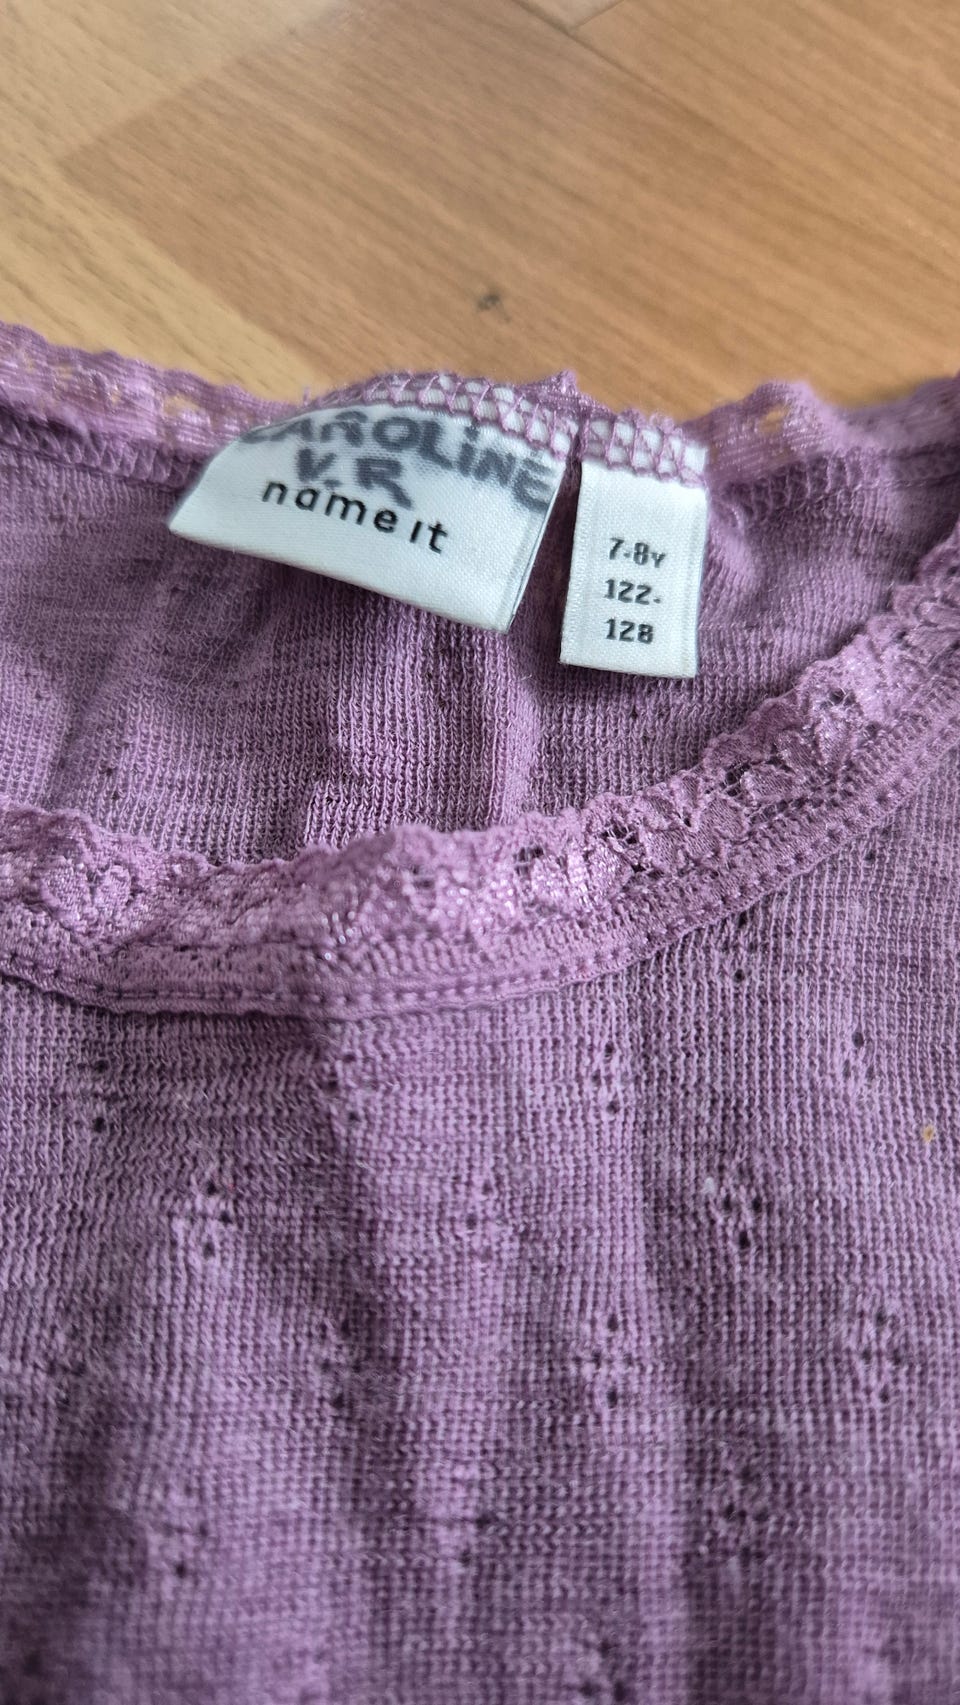 CAROLiNE
V.R
name it
7-8Y
122-
128